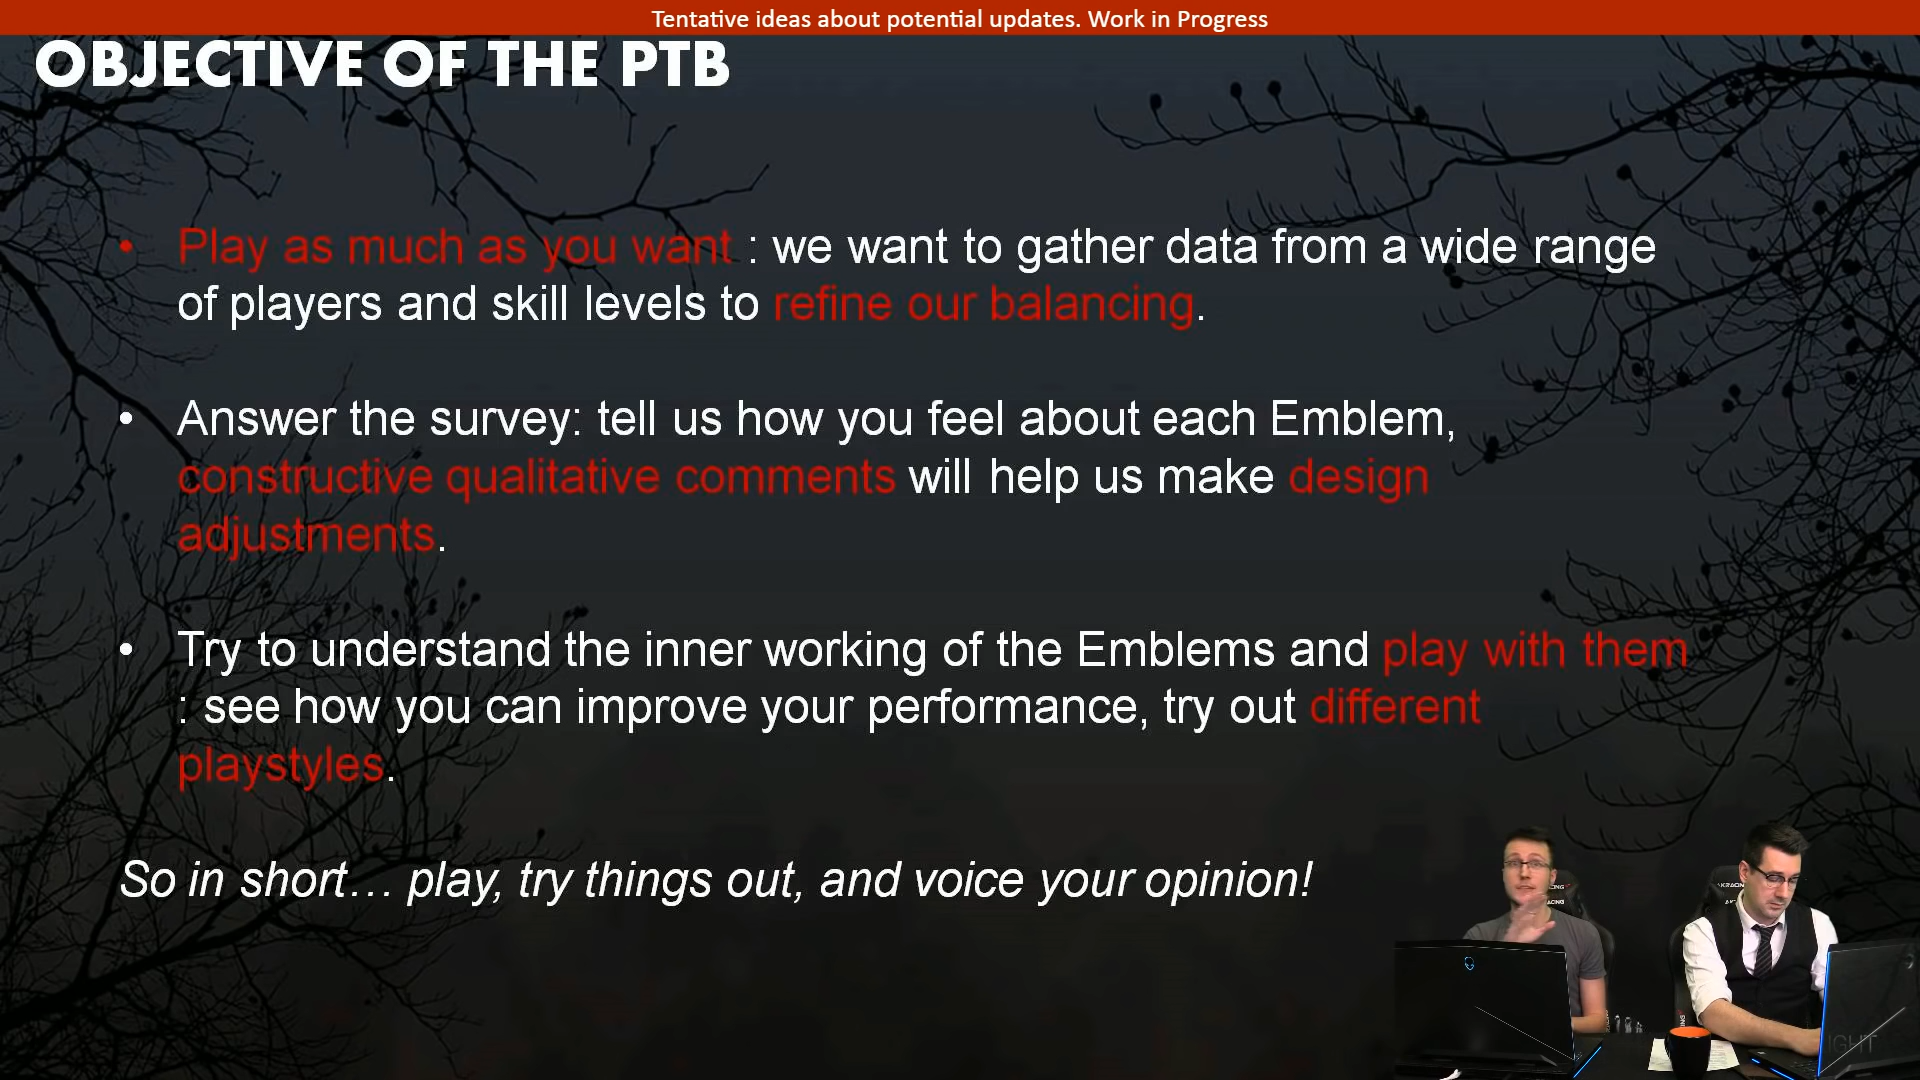 Tentative ideas about potential updates. Work in Progress
OBJECTIVE OF THE PTB
• Play as much as you want : we want to gather data from a wide range
of players and skill levels to refine our balancing.
• Answer the survey: tell us how you feel about each Emblem,
constructive qualitative comments will help us make design
adjustments.
• Try to understand the inner working of the Emblems and play with them
: see how you can improve your performance, try out different
playstyles.
So in short… play, try things out, and voice your opinion!
AKRACING